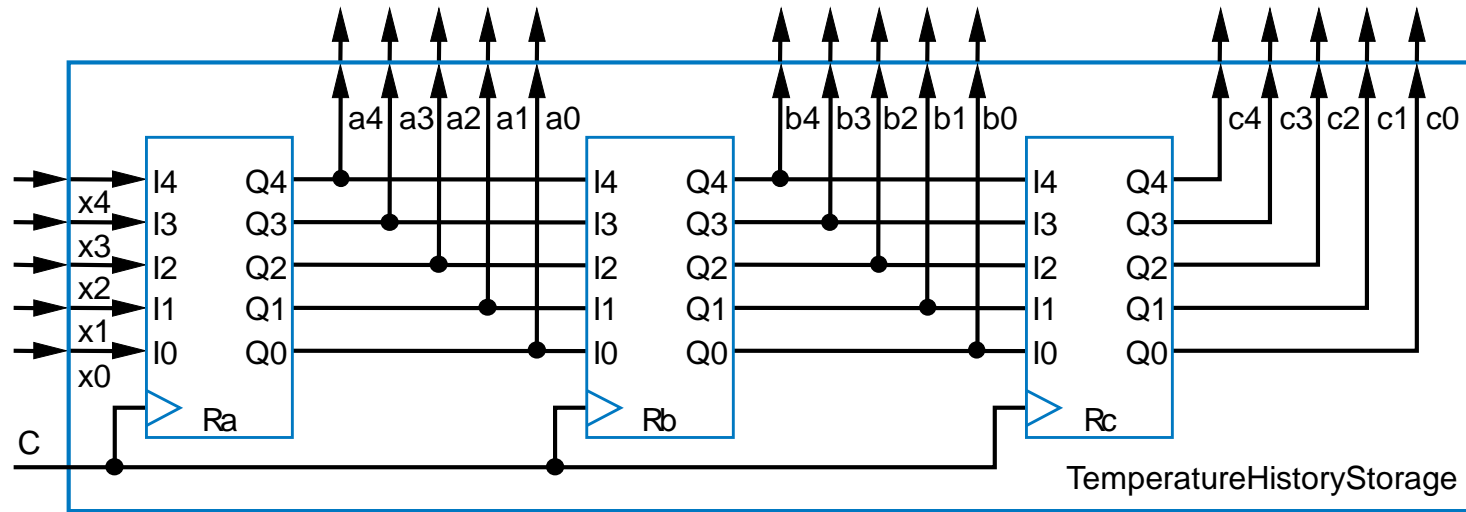 a4 a3 a2 a1 a0 b4 b3 b2 b1 b0 c4 c3 c2 c1 c0
I4 Q4 I4 Q4 I4 Q4
x4
I3 Q3 I3 Q3 I3 Q3
x3
I2 Q2 I2 Q2 I2 Q2
x2
I1 Q1 I1 Q1 I1 Q1
x1
I0 Q0 I0 Q0 I0 Q0
x0
Ra Rb Rc
C
TemperatureHistoryStorage